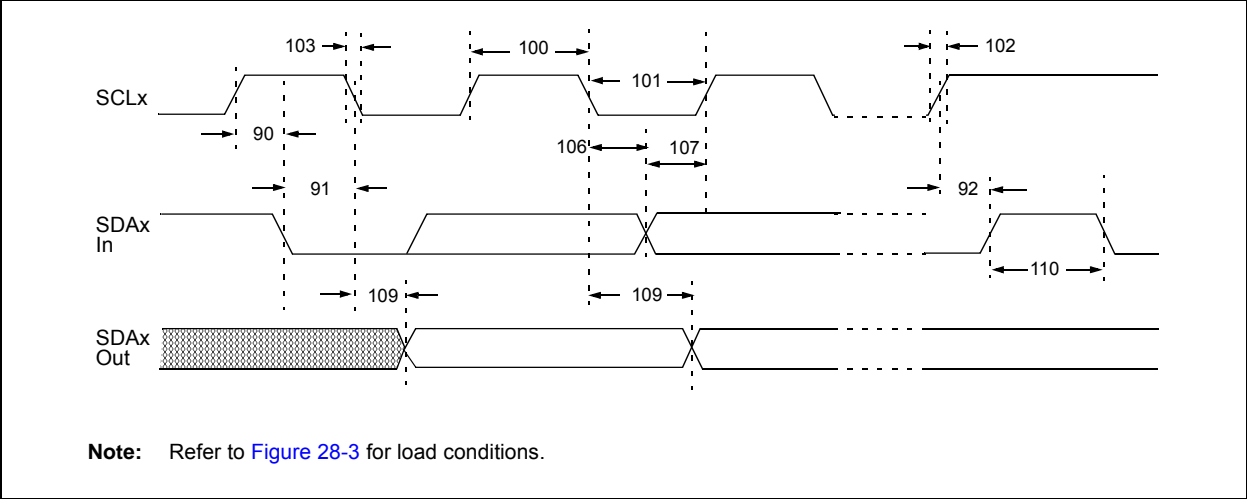 103
100
102
101
SCLx
90
106
107
91
92
SDAx
In
110
109
109
SDAx
Out
Note: Refer to Figure 28-3 for load conditions.